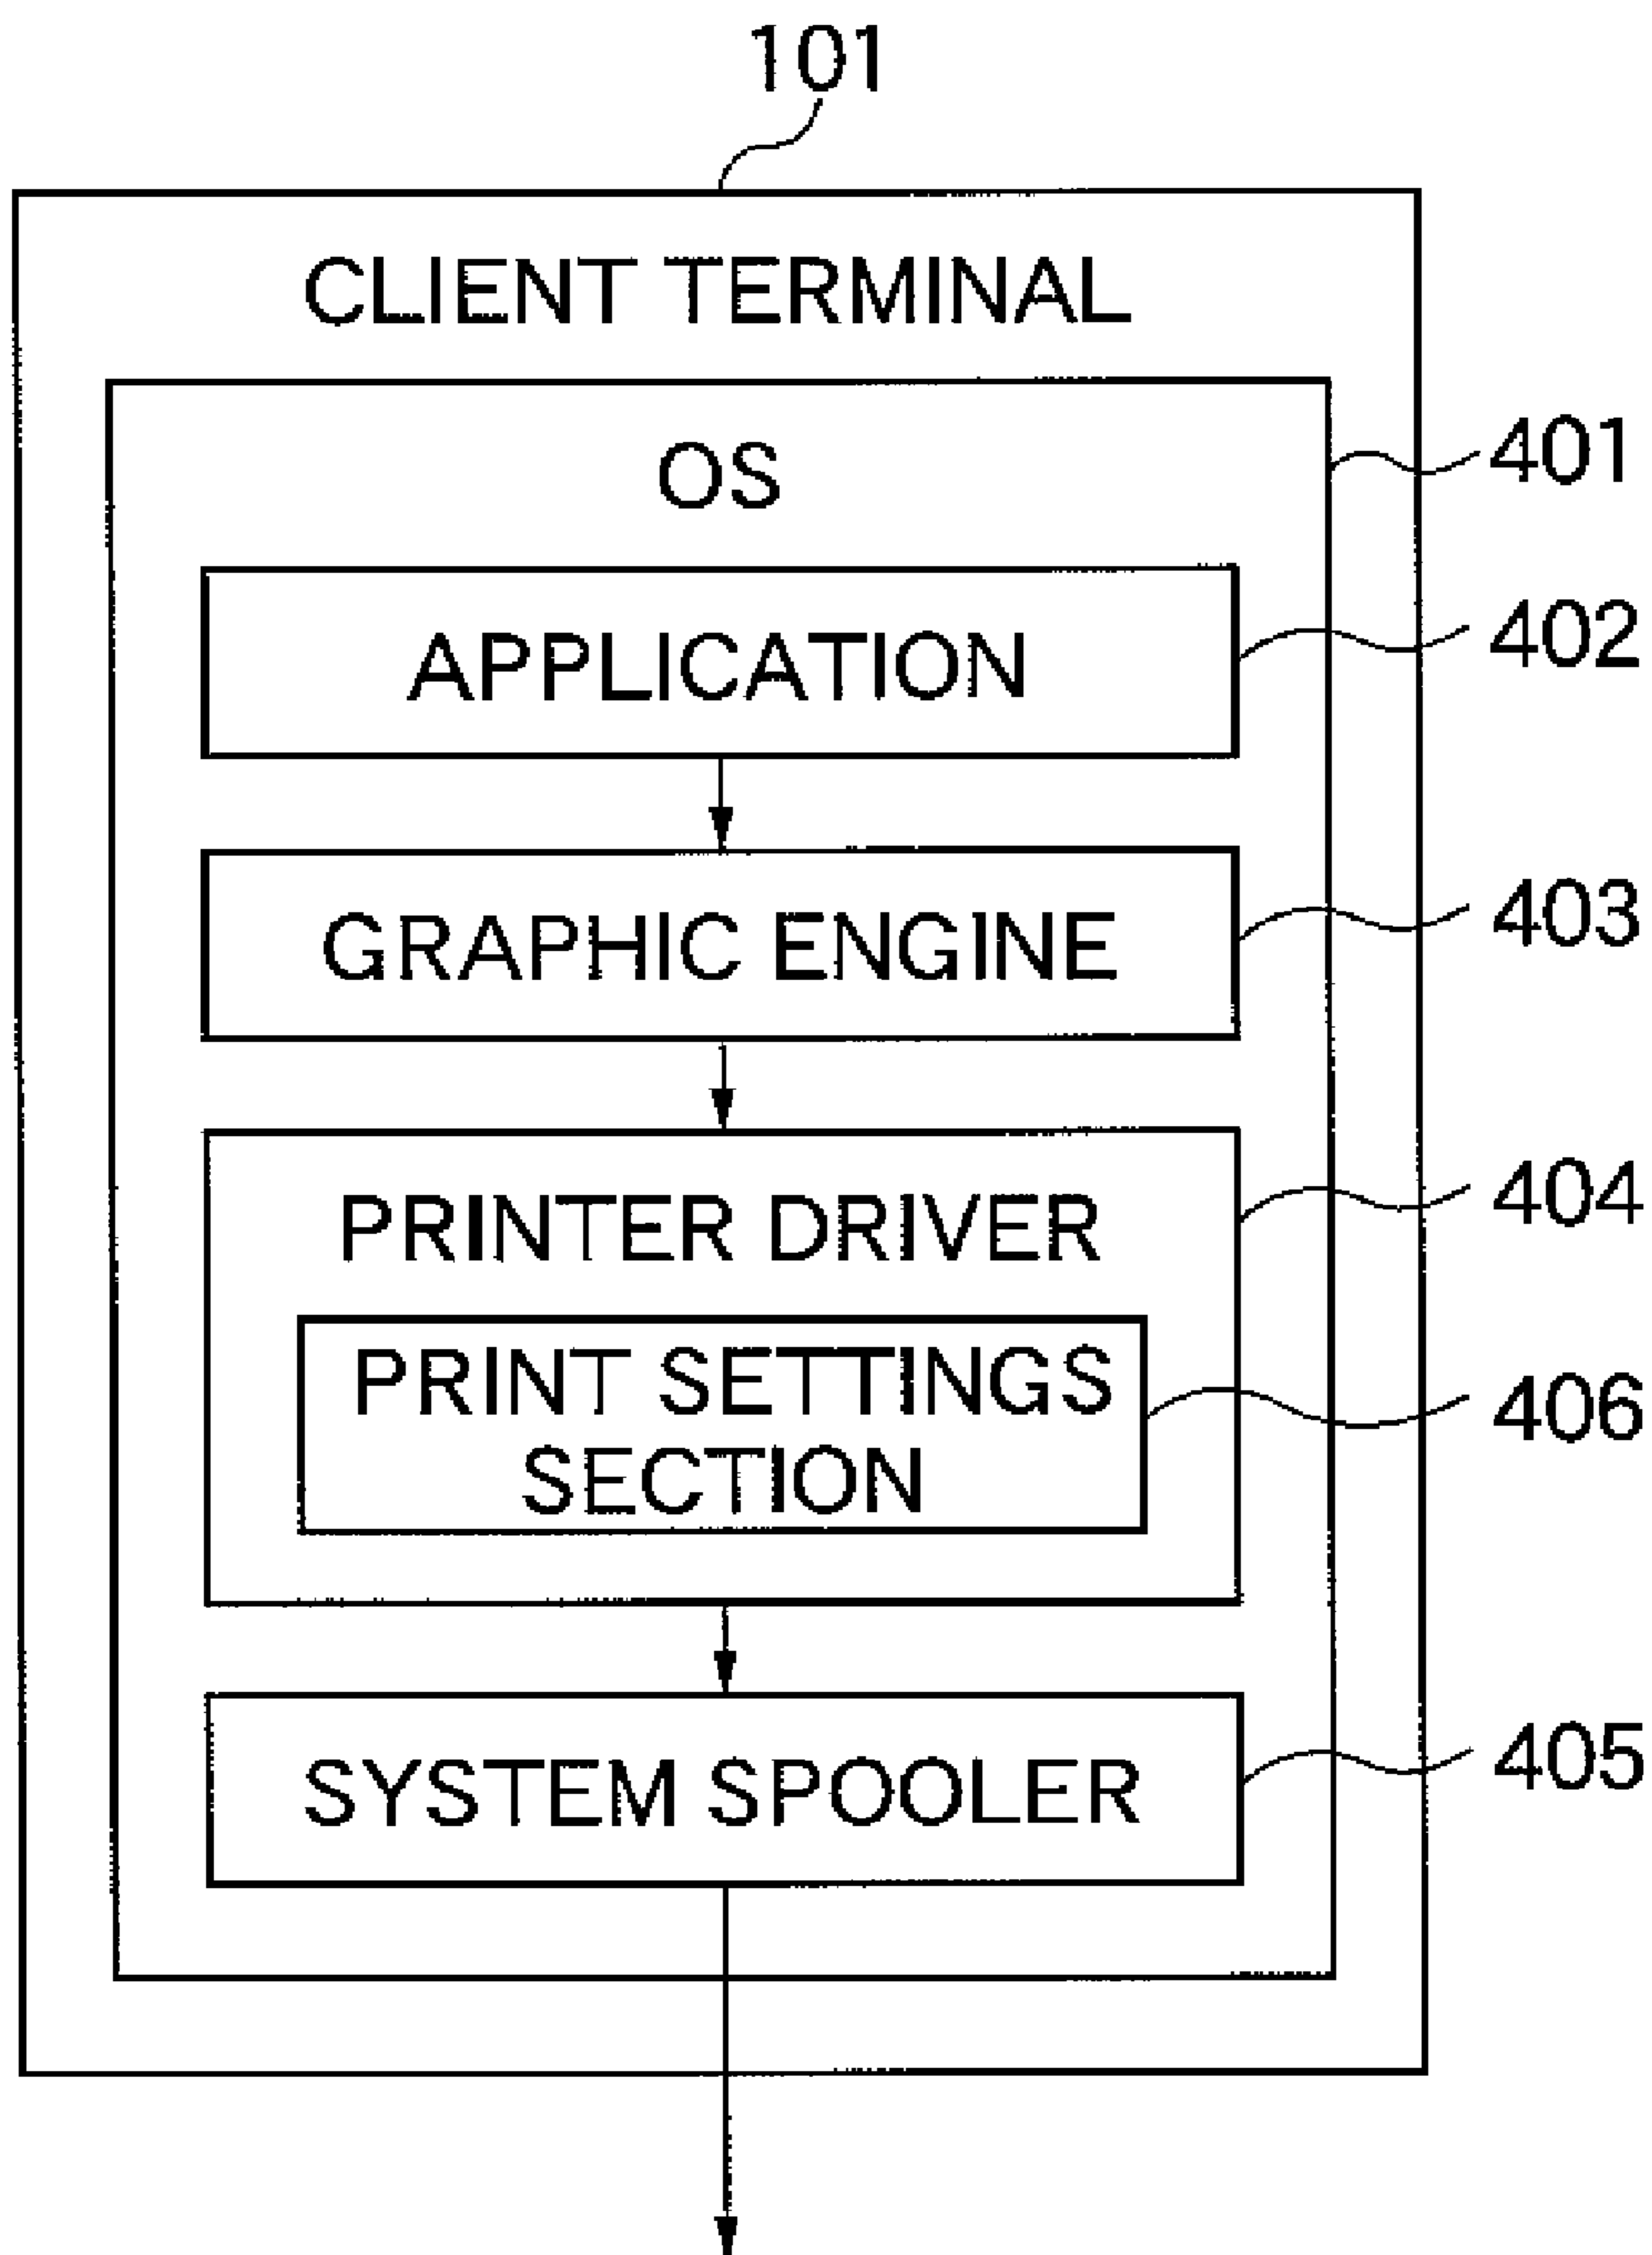 101
CLIENT TERMINAL
OS
401
APPLICATION
402
GRAPHIC ENGINE
403
PRINTER DRIVER
404
PRINT SETTINGS
SECTION
406
SYSTEM SPOOLER
405